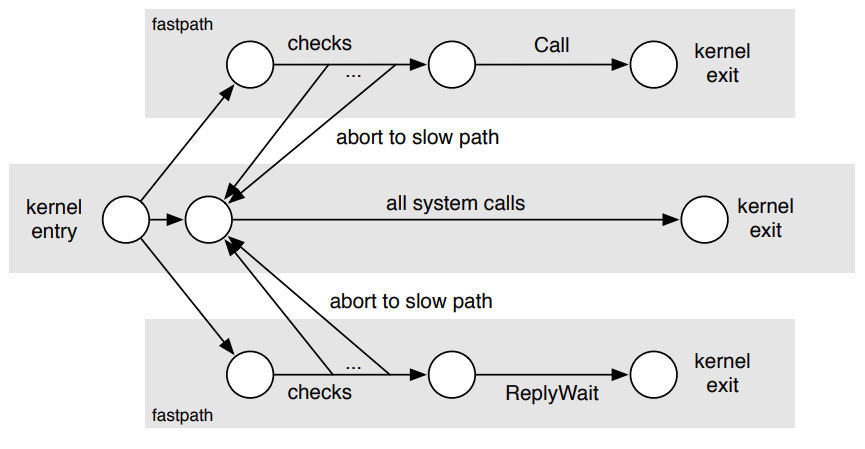 fastpath
checks
Call
kernel
exit
...
abort to slow path
kernel
entry
all system calls
kernel
exit
abort to slow path
...
checks
ReplyWait
kernel
exit
fastpath